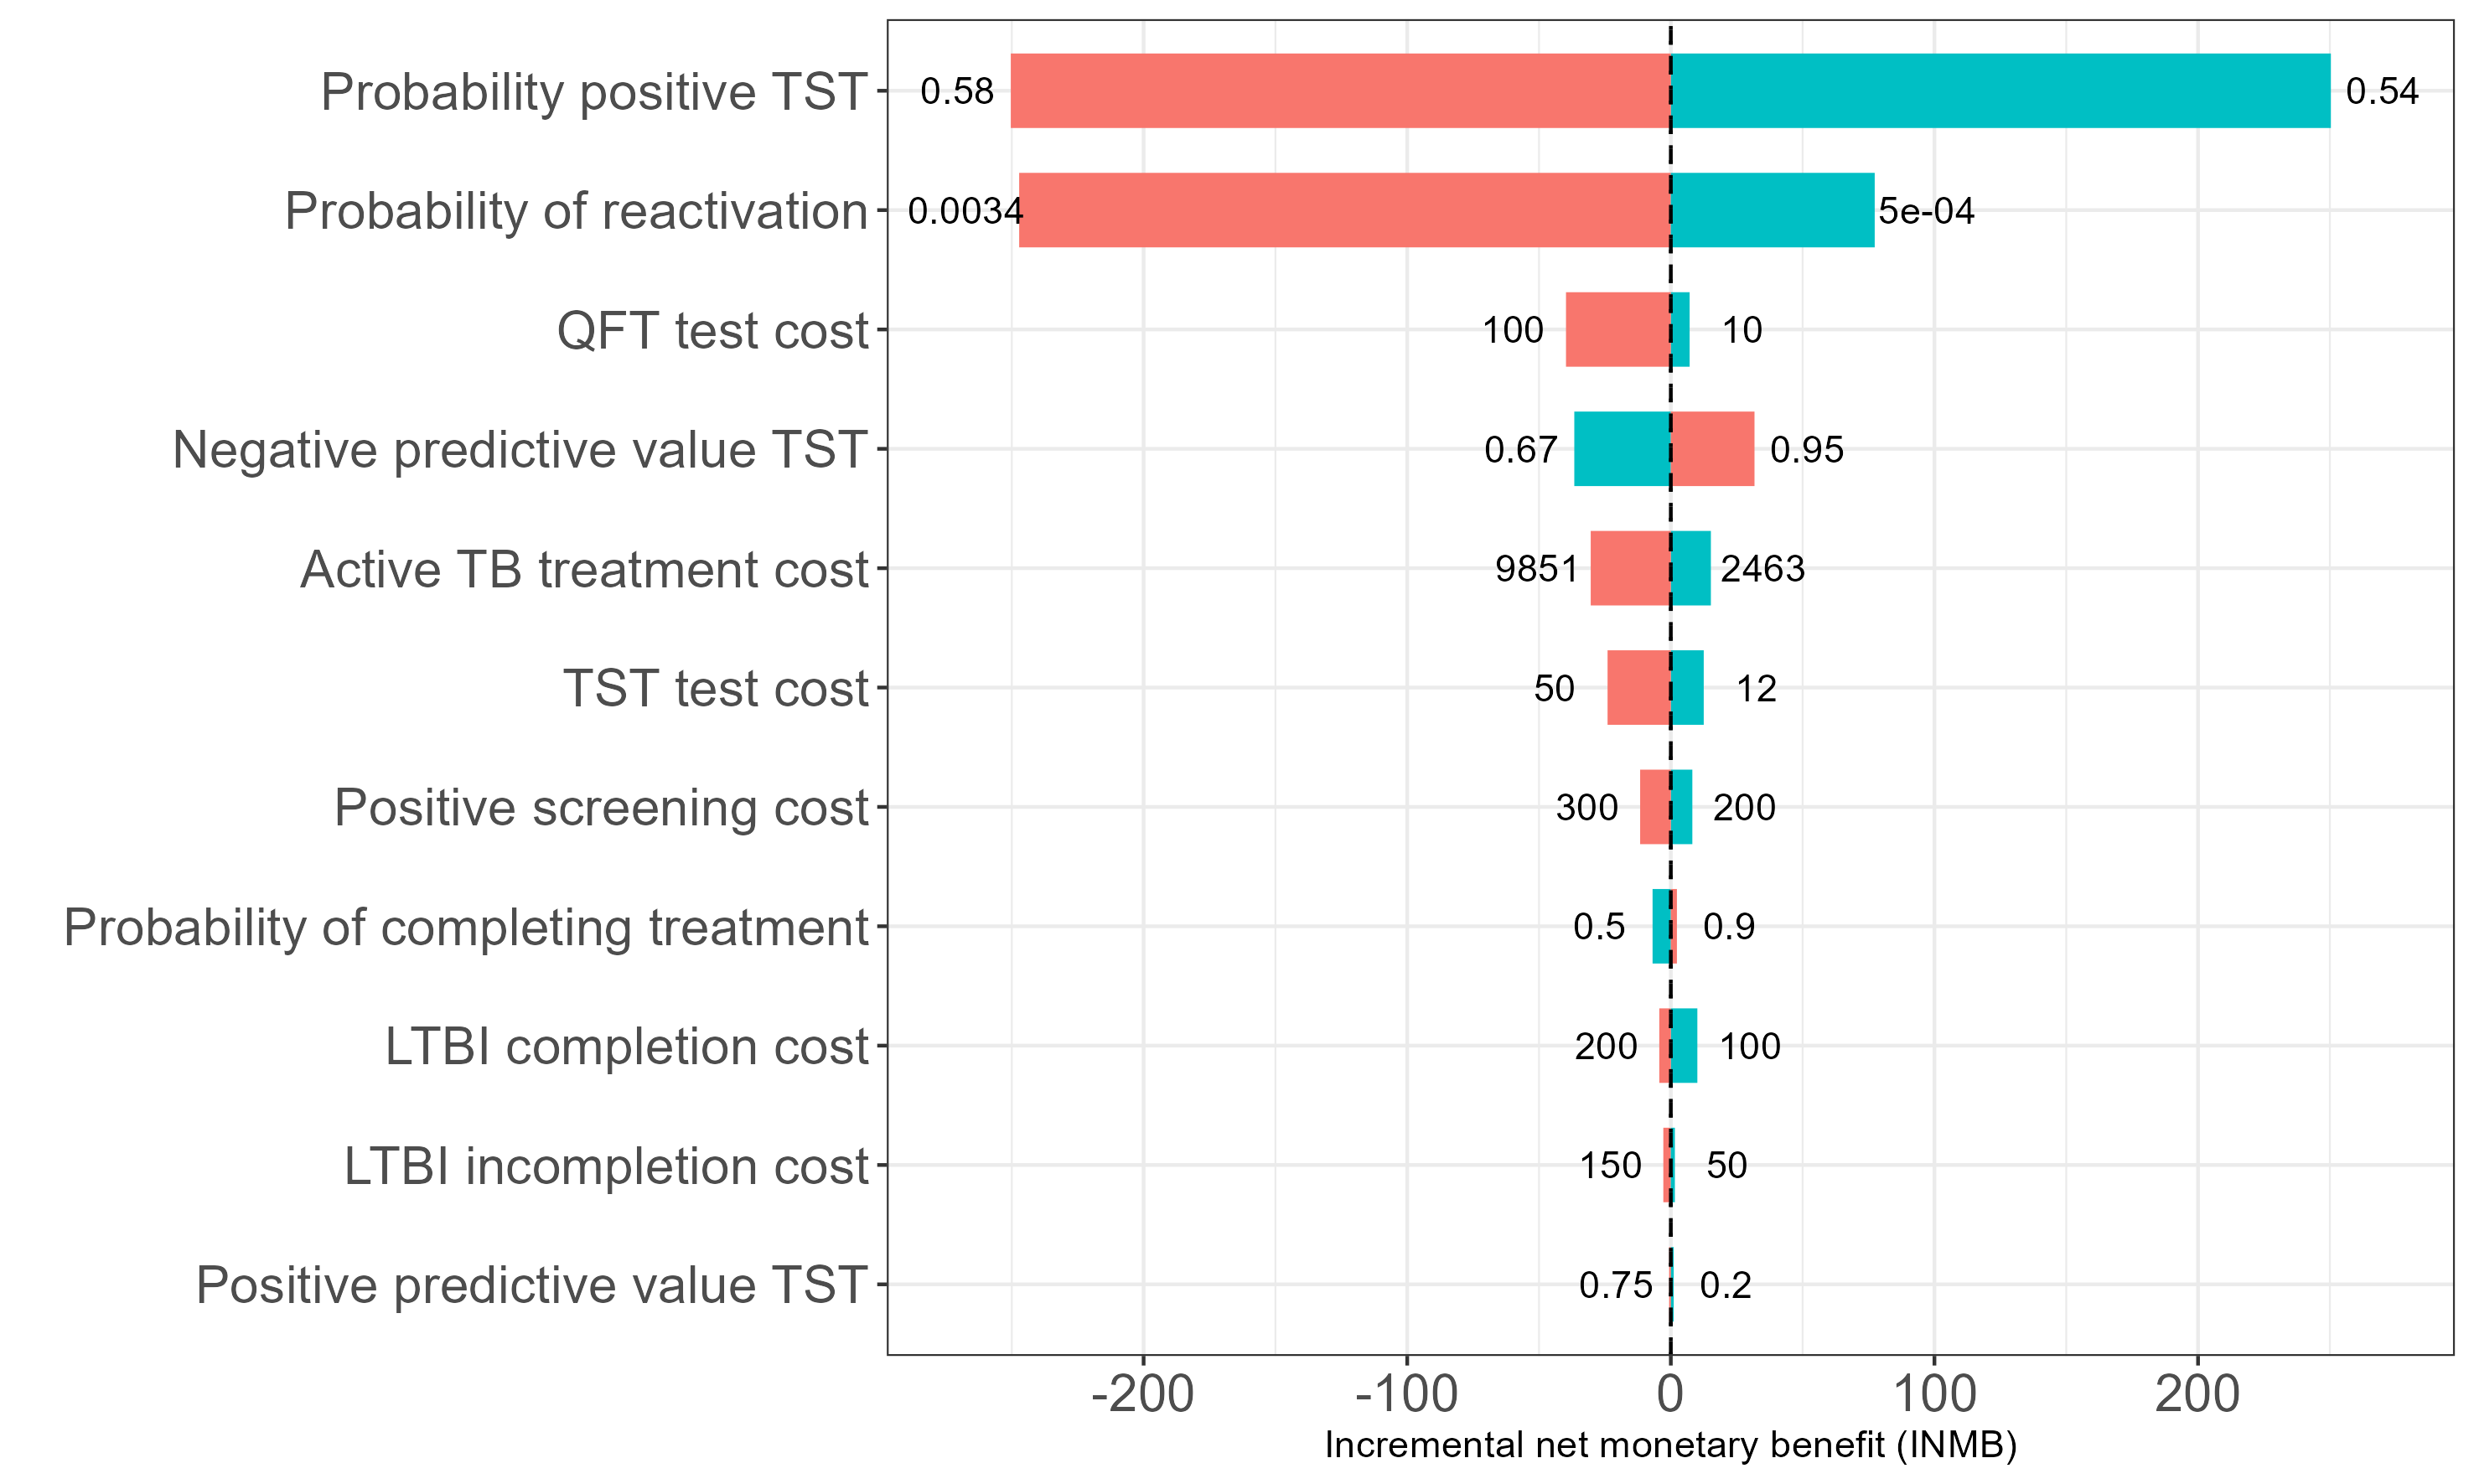 Probability positive TST 0.58 0.54
Probability of reactivation 0.0034 5e-04
QFT test cost 100 10
Negative predictive value TST 0.67 0.95
Active TB treatment cost 9851 2463
TST test cost 50 12
Positive screening cost 300 200
Probability of completing treatment 0.5 0.9
LTBI completion cost 200 100
LTBI incompletion cost 150 50
Positive predictive value TST 0.75 0.2
-200 -100 0 100 200
Incremental net monetary benefit (INMB)